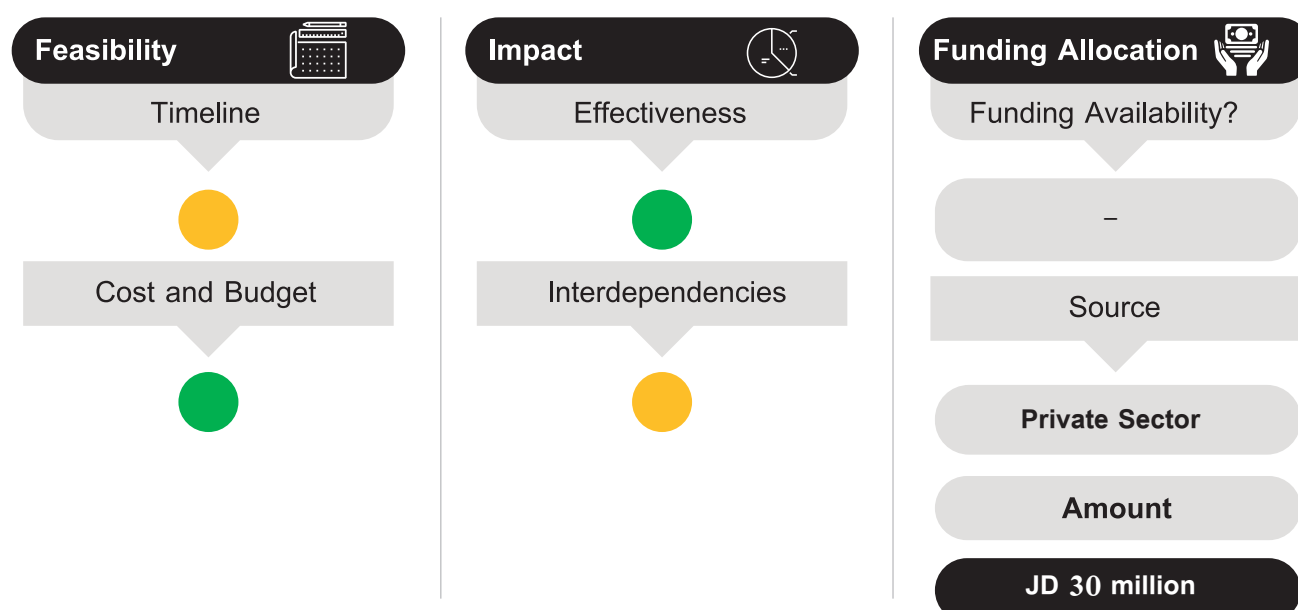 Feasibility
Timeline
Cost and Budget
Impact
Effectiveness
Interdependencies
Funding Allocation
Funding Availability?
–
Source
Private Sector
Amount
JD 30 million